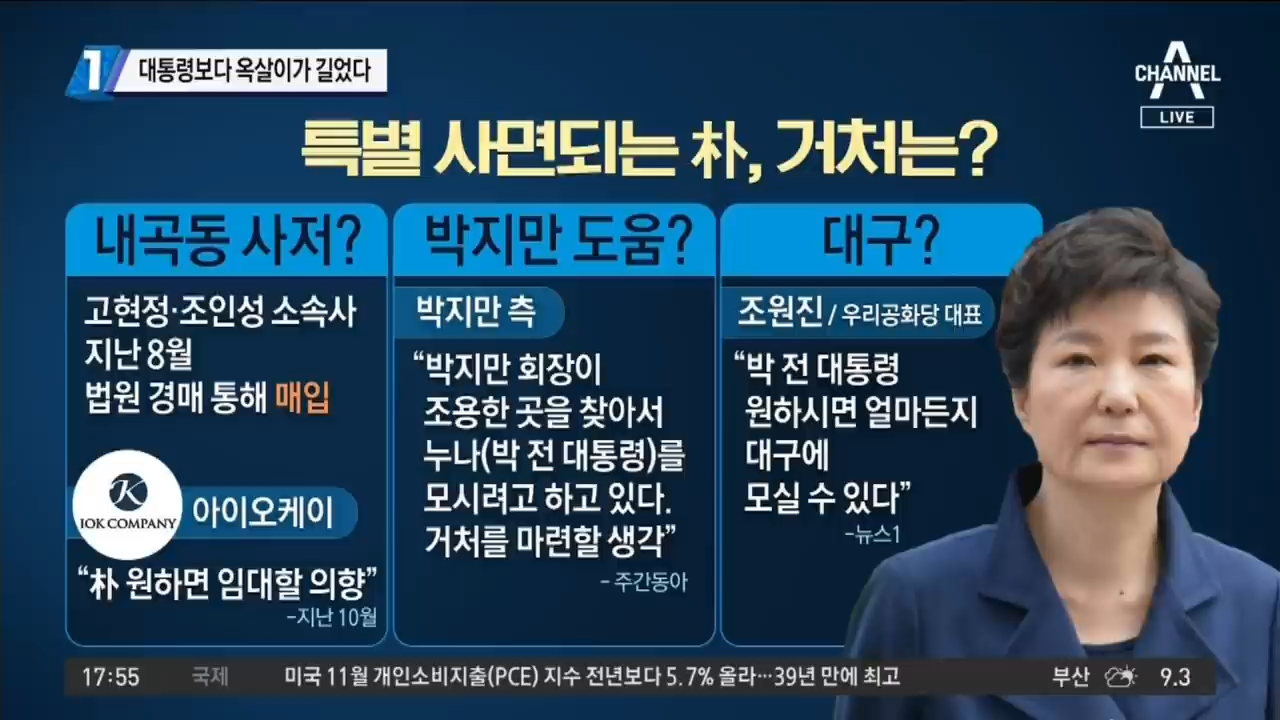 1 대통령보다 옥살이가 길었다
CHANNEL A
LIVE
특별 사면되는 朴, 거처는?
내곡동 사저?
고현정·조인성 소속사
지난 8월
법원 경매 통해 매입
K
IOK COMPANY
아이오케이
“朴 원하면 임대할 의향”
-지난 10월
박지만 도움?
박지만 측
“박지만 회장이
조용한 곳을 찾아서
누나(박 전 대통령)를
모시려고 하고 있다.
거처를 마련할 생각”
- 주간동아
대구?
조원진 / 우리공화당 대표
“박 전 대통령
원하시면 얼마든지
대구에
모실 수 있다”
-뉴스1
17:55 국제 미국 11월 개인소비지출(PCE) 지수 전년보다 5.7% 올라…39년 만에 최고 부산 9.3